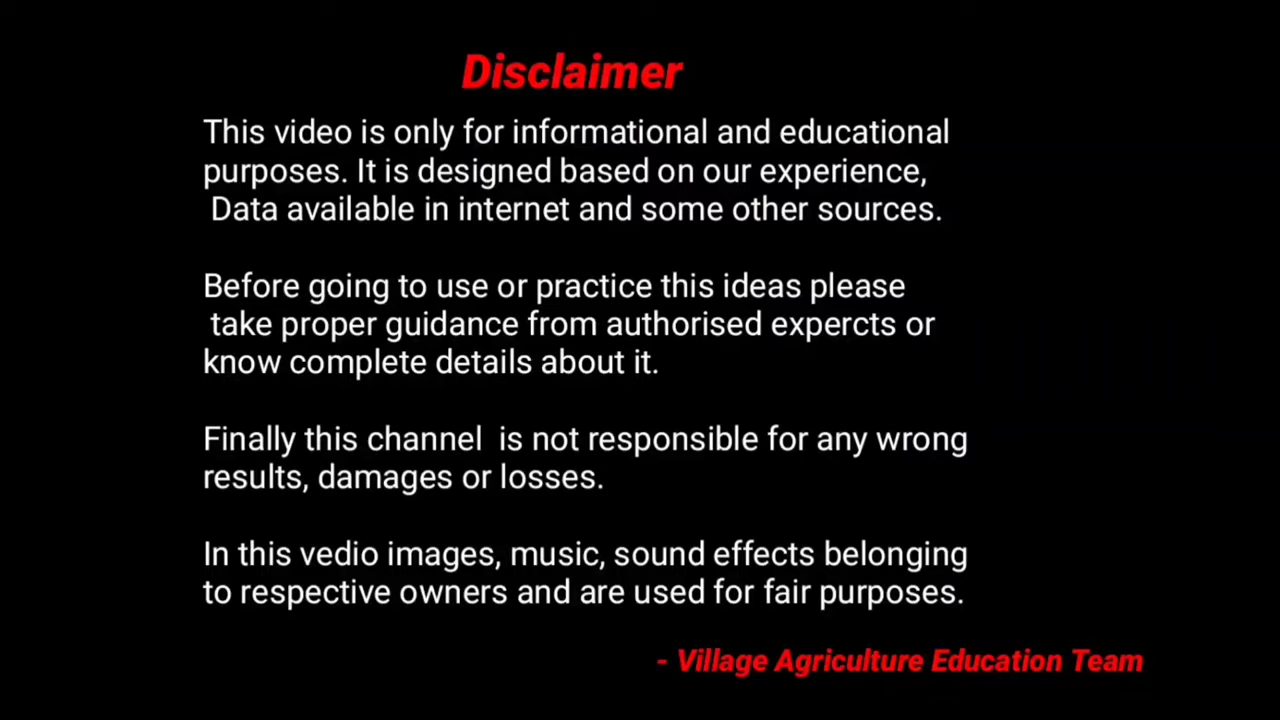 Disclaimer
This video is only for informational and educational
purposes. It is designed based on our experience,
Data available in internet and some other sources.
Before going to use or practice this ideas please
take proper guidance from authorised expercts or
know complete details about it.
Finally this channel is not responsible for any wrong
results, damages or losses.
In this vedio images, music, sound effects belonging
to respective owners and are used for fair purposes.
- Village Agriculture Education Team